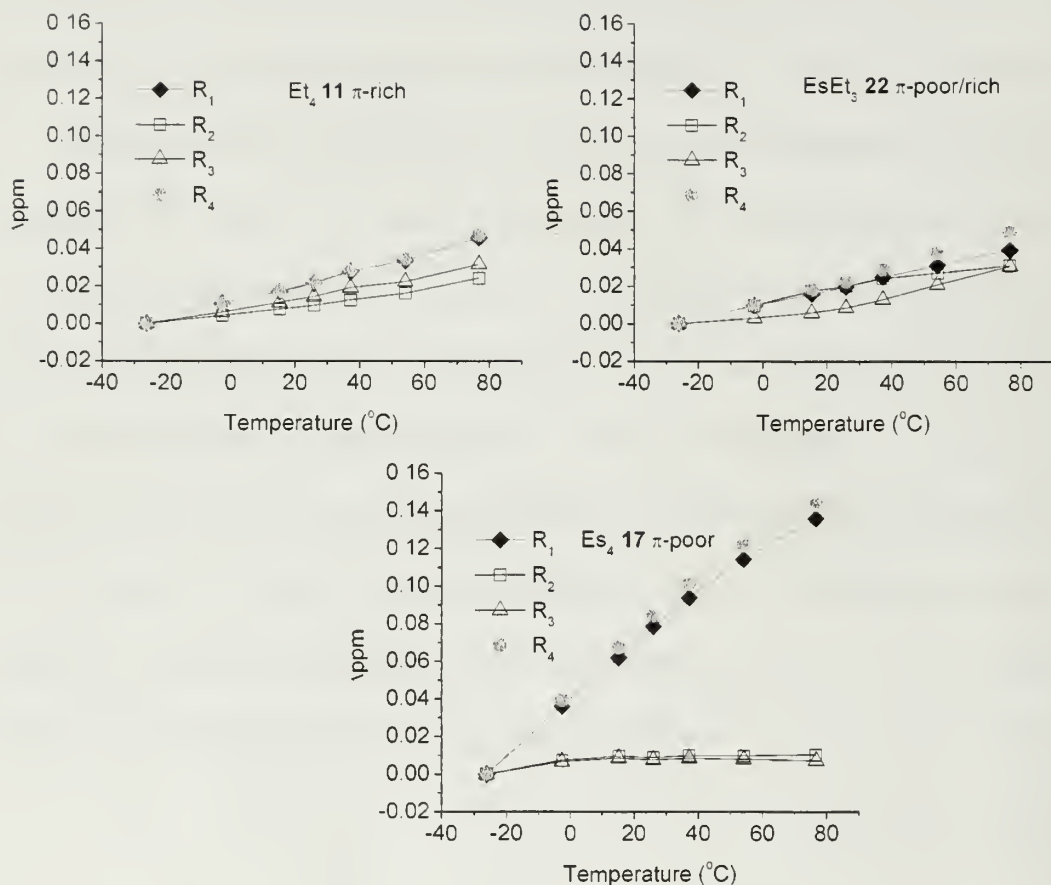 0 16
0 14
0 12
0 10
0 08
0 06
0 04
0 02
0.00
-0.02
\ppm
-40 -20 0 20 40 60 80
Temperature (°C)
R₁
R₂
R₃
R₄
Et₄ 11 π-rich
0 16
0 14
0 12
0.10
0 08
0 06
0 04
0 02
0.00
-0.02
\ppm
-40 -20 0 20 40 60 80
Temperature (°C)
R₁
R₂
R₃
R₄
EsEt₃ 22 π-poor/rich
0 16
0.14
0.12
0.10
0.08
0.06
0.04
0.02
0.00
-0.02
\ppm
-40 -20 0 20 40 60 80
Temperature (°C)
R₁
R₂
R₃
R₄
Es₄ 17 π-poor